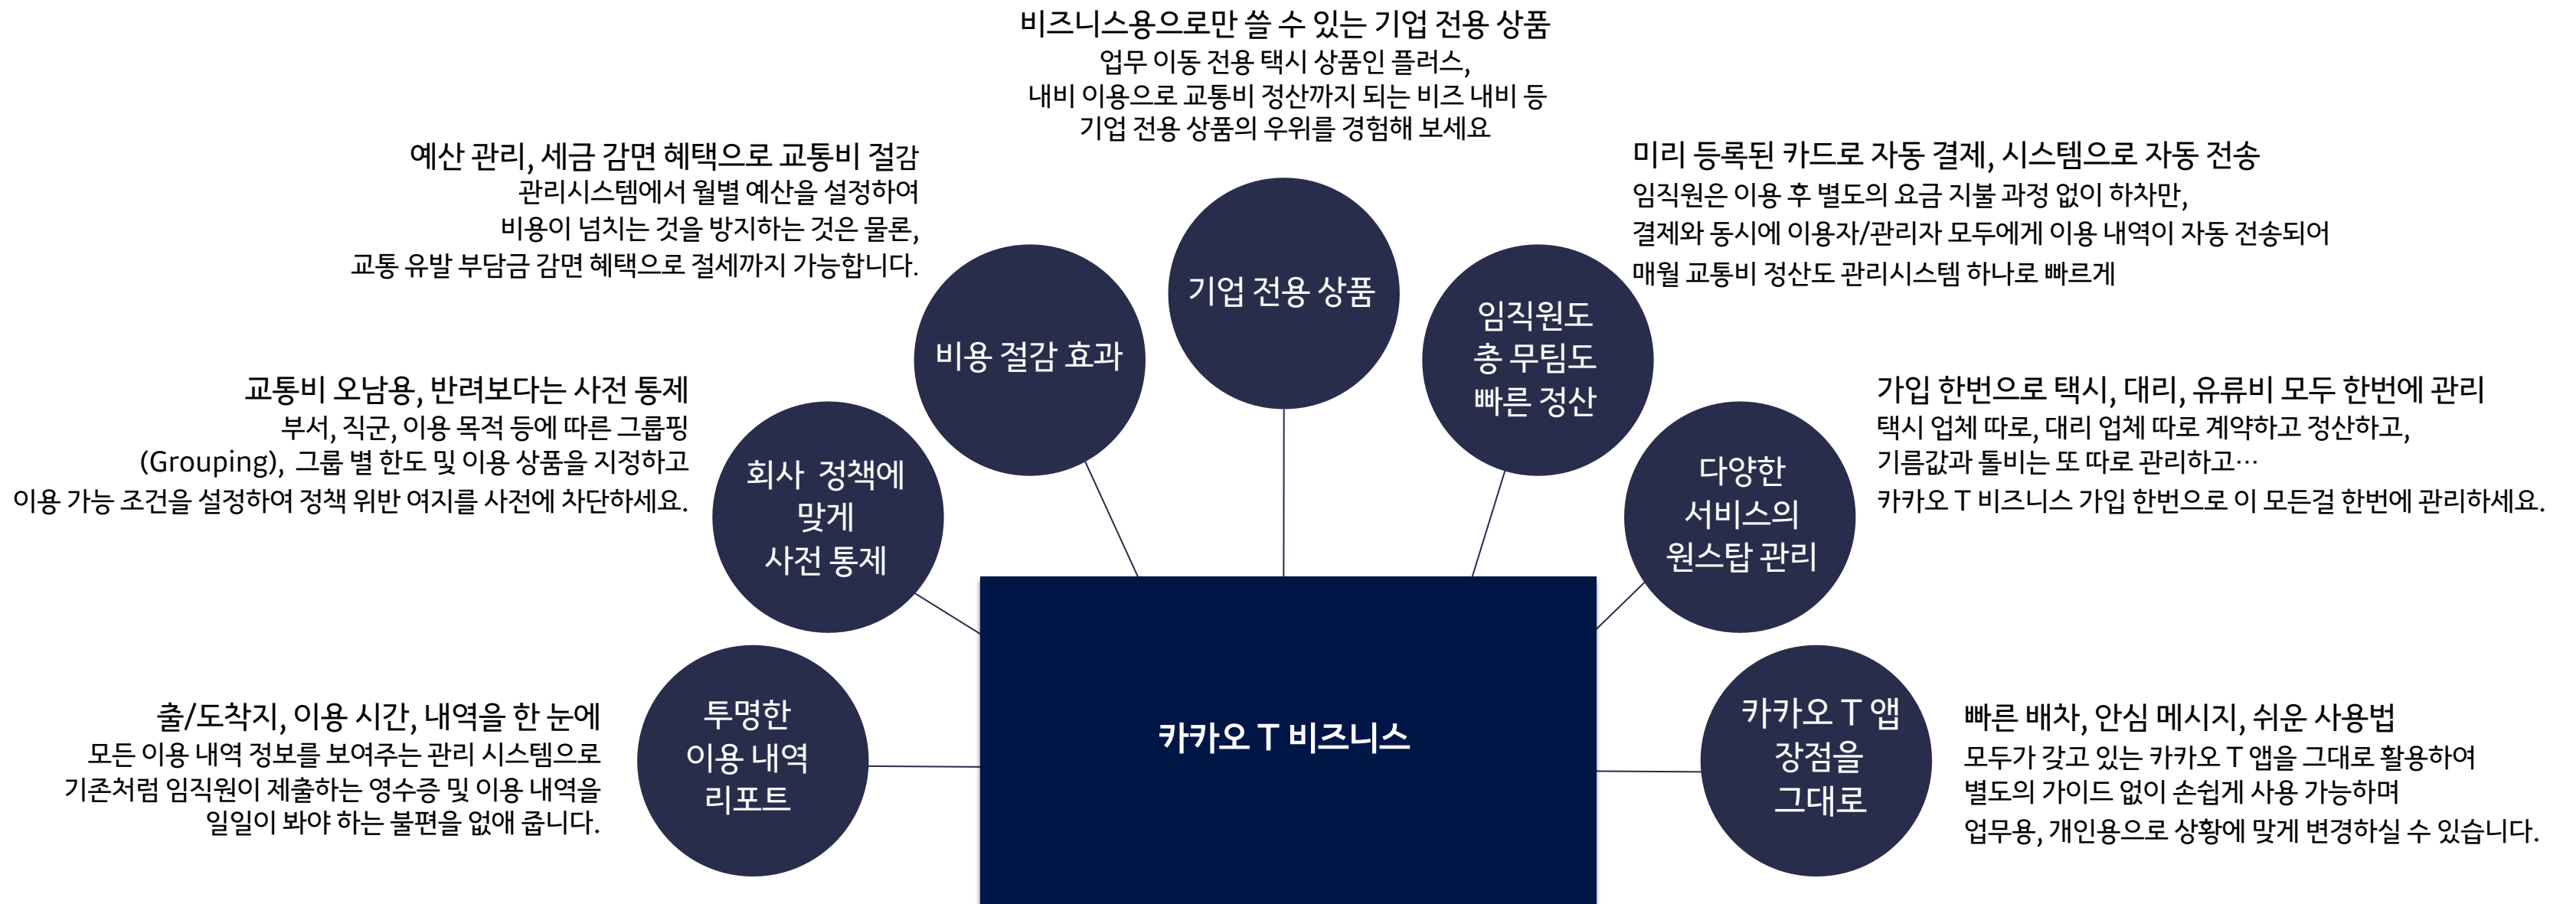 비즈니스용으로만 쓸 수 있는 기업 전용 상품
업무 이동 전용 택시 상품인 플러스,
내비 이용으로 교통비 정산까지 되는 비즈 내비 등
기업 전용 상품의 우위를 경험해 보세요
예산 관리, 세금 감면 혜택으로 교통비 절감
관리시스템에서 월별 예산을 설정하여
비용이 넘치는 것을 방지하는 것은 물론,
교통 유발 부담금 감면 혜택으로 절세까지 가능합니다.
미리 등록된 카드로 자동 결제, 시스템으로 자동 전송
임직원은 이용 후 별도의 요금 지불 과정 없이 하차만,
결제와 동시에 이용자/관리자 모두에게 이용 내역이 자동 전송되어
매월 교통비 정산도 관리시스템 하나로 빠르게
기업 전용 상품
비용 절감 효과
임직원도
총 무팀도
빠른 정산
교통비 오남용, 반려보다는 사전 통제
부서, 직군, 이용 목적 등에 따른 그룹핑
(Grouping), 그룹 별 한도 및 이용 상품을 지정하고
이용 가능 조건을 설정하여 정책 위반 여지를 사전에 차단하세요.
회사 정책에
맞게
사전 통제
다양한
서비스의
원스탑 관리
가입 한번으로 택시, 대리, 유류비 모두 한번에 관리
택시 업체 따로, 대리 업체 따로 계약하고 정산하고,
기름값과 톨비는 또 따로 관리하고…
카카오 T 비즈니스 가입 한번으로 이 모든걸 한번에 관리하세요.
출/도착지, 이용 시간, 내역을 한 눈에
모든 이용 내역 정보를 보여주는 관리 시스템으로
기존처럼 임직원이 제출하는 영수증 및 이용 내역을
일일이 봐야 하는 불편을 없애 줍니다.
투명한
이용 내역
리포트
카카오 T 비즈니스
카카오 T 앱
장점을
그대로
빠른 배차, 안심 메시지, 쉬운 사용법
모두가 갖고 있는 카카오 T 앱을 그대로 활용하여
별도의 가이드 없이 손쉽게 사용 가능하며
업무용, 개인용으로 상황에 맞게 변경하실 수 있습니다.